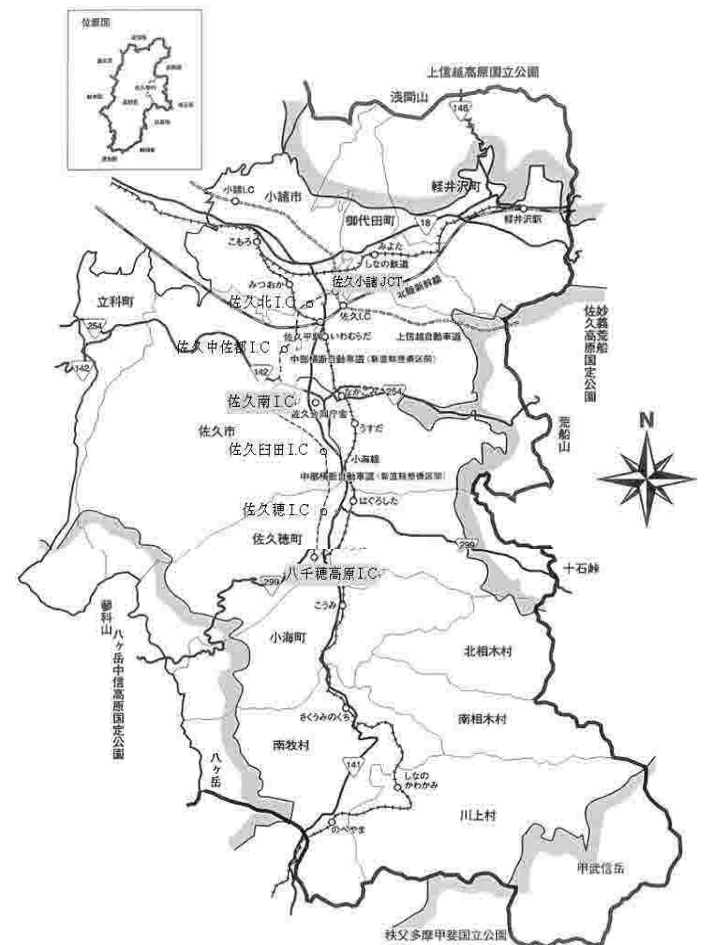 位置図
上信越高原国立公園
浅間山
146
小諸I.C
小諸市
軽井沢町
御代田町
18
軽井沢駅
こもろ
みよた
しなの鉄道
みつおか
佐久小諸JCT
北陸新幹線
立科町
佐久北I.C
佐久I.C
254
佐久平駅
いわむらだ
上信越自動車道
妙義荒船
佐久高原国定公園
佐久中佐都I.C
中部横断自動車道(新直轄整備区間)
142
142
254
佐久南I.C
佐久合同庁舎
うすだ
佐久市
荒船山
N
佐久臼田I.C
小海線
中部横断自動車道(新直轄整備区間)
はぐろした
佐久穂I.C
佐久穂町
299
八千穂高原I.C
十石峠
299
こうみ
蓼科山
小海町
北相木村
八ヶ岳中信高原国定公園
さくうみのくち
南相木村
南牧村
八ヶ岳
141
しなの
かわかみ
川上村
のべやま
甲武信岳
秩父多摩甲斐国立公園